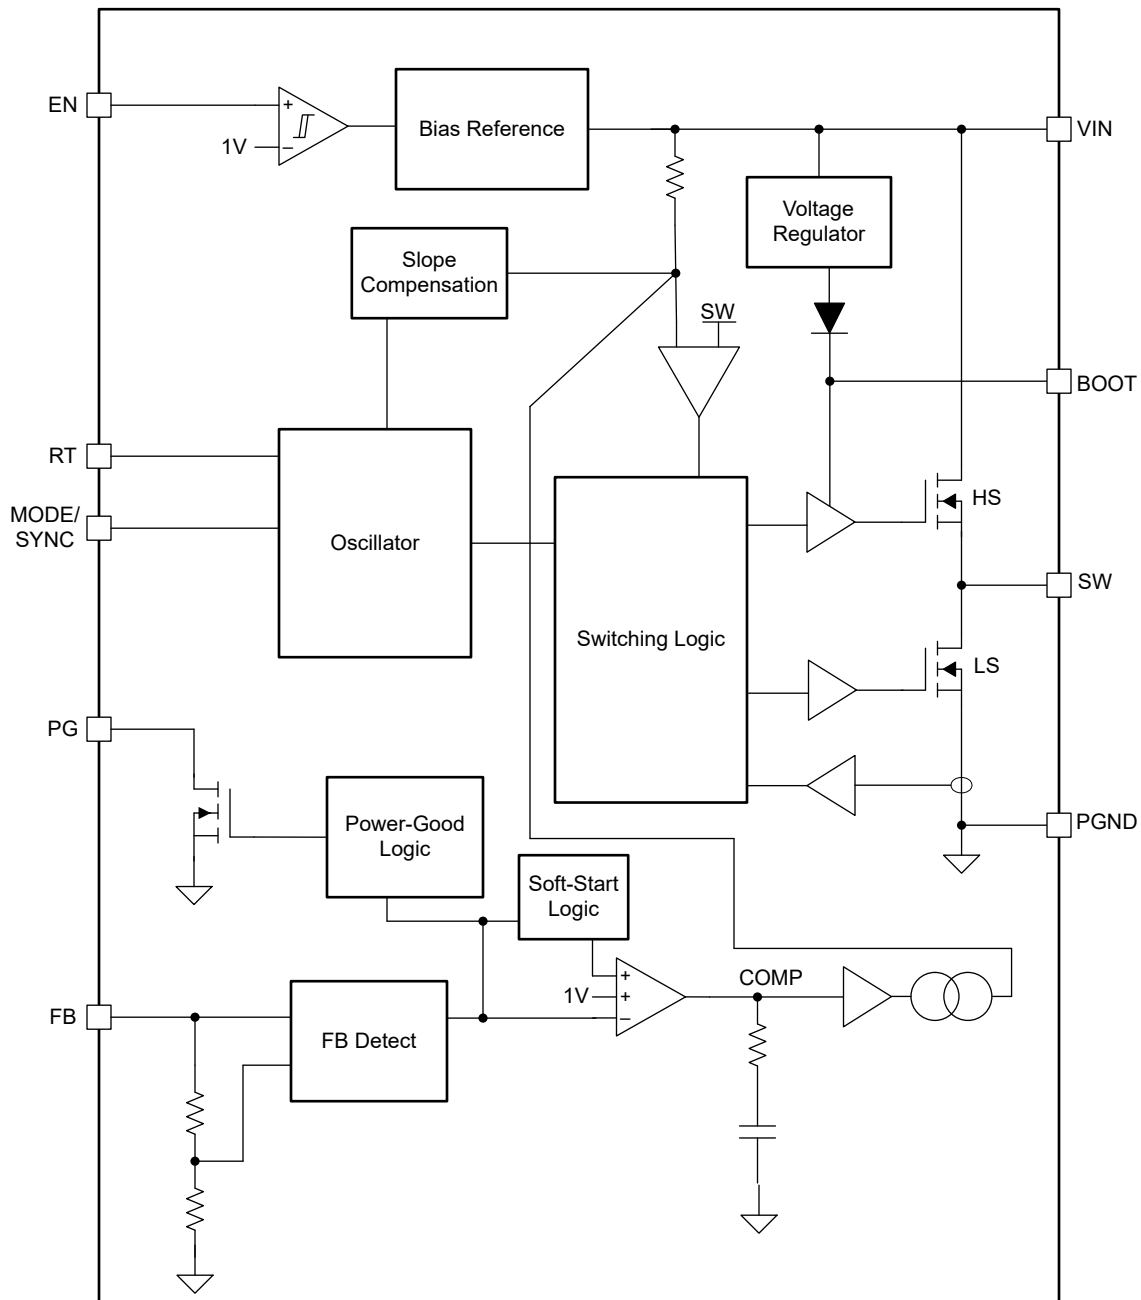 EN
+
1V
−
Bias Reference
VIN
Voltage
Regulator
Slope
Compensation
SW
BOOT
RT
MODE/
SYNC
Oscillator
HS
SW
Switching Logic
LS
PG
Power-Good
Logic
PGND
Soft-Start
Logic
+
1V
+
−
COMP
FB
FB Detect